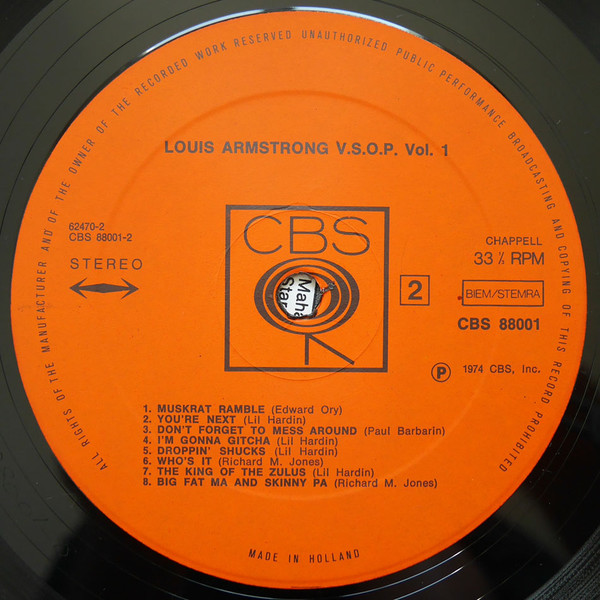 ALL RIGHTS OF THE MANUFACTURER AND OF THE OWNER OF THE RECORDED WORK RESERVED UNAUTHORIZED PUBLIC PERFORMANCE BROADCASTING AND COPYING OF THIS RECORD PROHIBITED
LOUIS ARMSTRONG V.S.O.P. Vol. 1
62470-2
CBS 88001-2
STEREO
CBS
Maha
Star
2
CHAPPELL
33 ⅓ RPM
BIEM/STEMRA
CBS 88001
Ⓟ 1974 CBS, Inc.
1. MUSKRAT RAMBLE (Edward Ory)
2. YOU'RE NEXT (Lil Hardin)
3. DON'T FORGET TO MESS AROUND (Paul Barbarin)
4. I'M GONNA GITCHA (Lil Hardin)
5. DROPPIN' SHUCKS (Lil Hardin)
6. WHO'S IT (Richard M. Jones)
7. THE KING OF THE ZULUS (Lil Hardin)
8. BIG FAT MA AND SKINNY PA (Richard M. Jones)
MADE IN HOLLAND